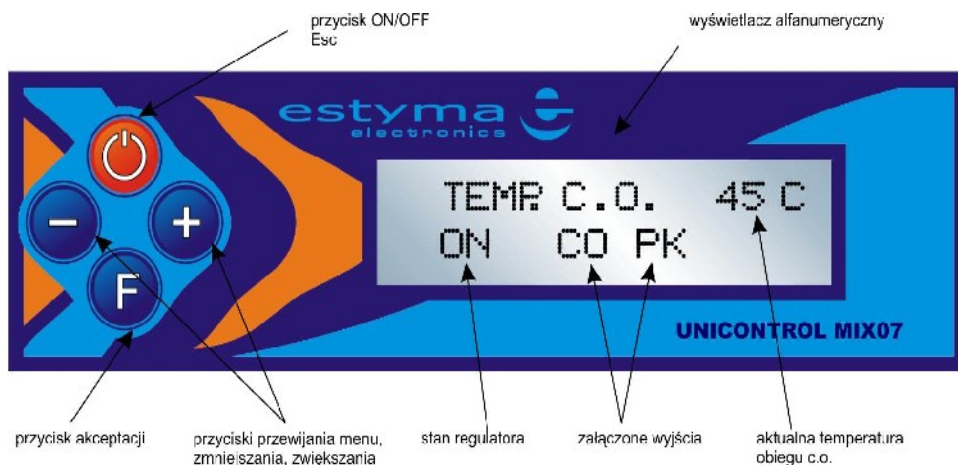 przycisk ON/OFF
Esc
wyświetlacz alfanumeryczny
estyma
electronics
TEMP. C.O. 45 C
ON CO PK
− +
F
UNICONTROL MIX07
przycisk akceptacji
przyciski przewijania menu,
zmniejszania, zwiększania
stan regulatora
załączone wyjścia
aktualna temperatura
obiegu c.o.